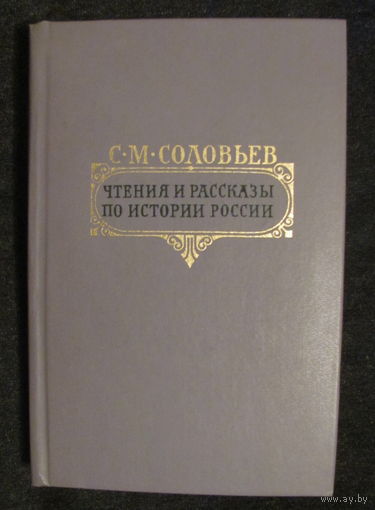 С·М·СОЛОВЬЕВ
ЧТЕНИЯ И РАССКАЗЫ
ПО ИСТОРИИ РОССИИ
www.ay.by